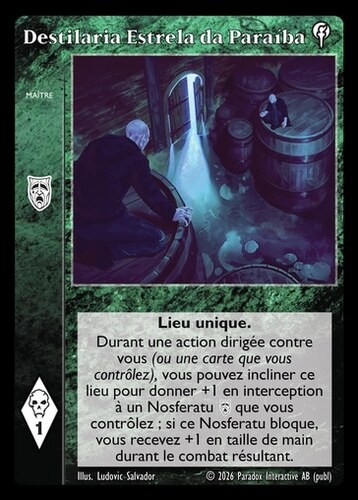 Destilaria Estrela da Paraíba
MAÎTRE
Lieu unique.
Durant une action dirigée contre
vous (ou une carte que vous
contrôlez), vous pouvez incliner ce
lieu pour donner +1 en interception
à un Nosferatu que vous
contrôlez ; si ce Nosferatu bloque,
vous recevez +1 en taille de main
durant le combat résultant.
1
Illus. Ludovic-Salvador
© 2026 Paradox Interactive AB (publ)